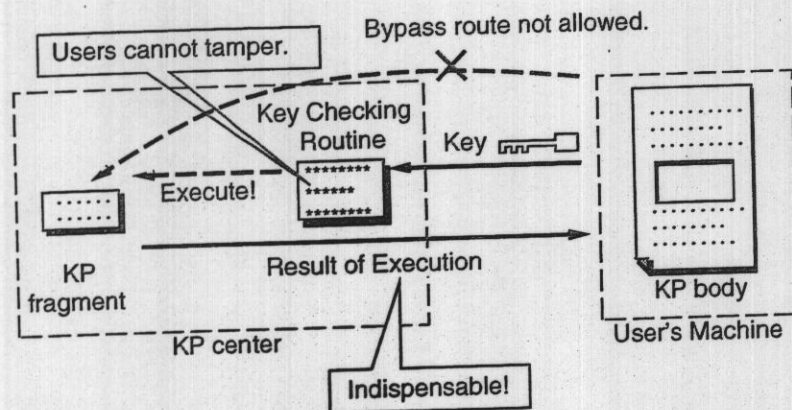 Bypass route not allowed.
Users cannot tamper.
Key Checking
Routine
Key
********
******
********
Execute!
Result of Execution
KP
fragment
KP body
KP center
User's Machine
Indispensable!